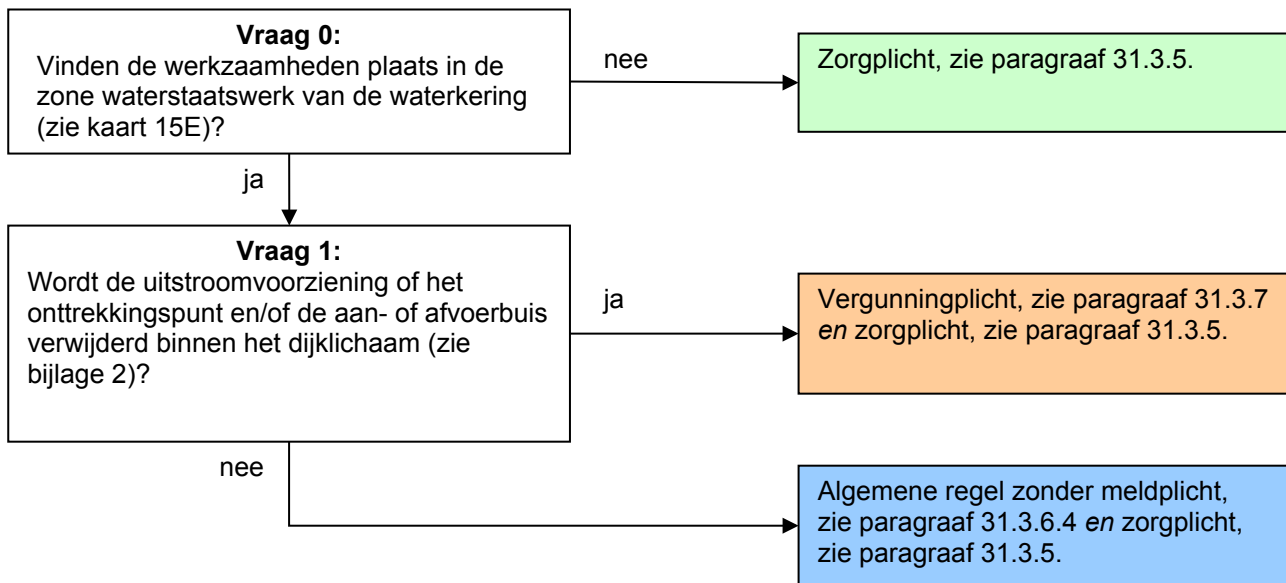 Vraag 0:
Vinden de werkzaamheden plaats in de
zone waterstaatswerk van de waterkering
(zie kaart 15E)?
nee
Zorgplicht, zie paragraaf 31.3.5.
ja
Vraag 1:
Wordt de uitstroomvoorziening of het
onttrekkingspunt en/of de aan- of afvoerbuis
verwijderd binnen het dijklichaam (zie
bijlage 2)?
ja
Vergunningplicht, zie paragraaf 31.3.7
en zorgplicht, zie paragraaf 31.3.5.
nee
Algemene regel zonder meldplicht,
zie paragraaf 31.3.6.4 en zorgplicht,
zie paragraaf 31.3.5.